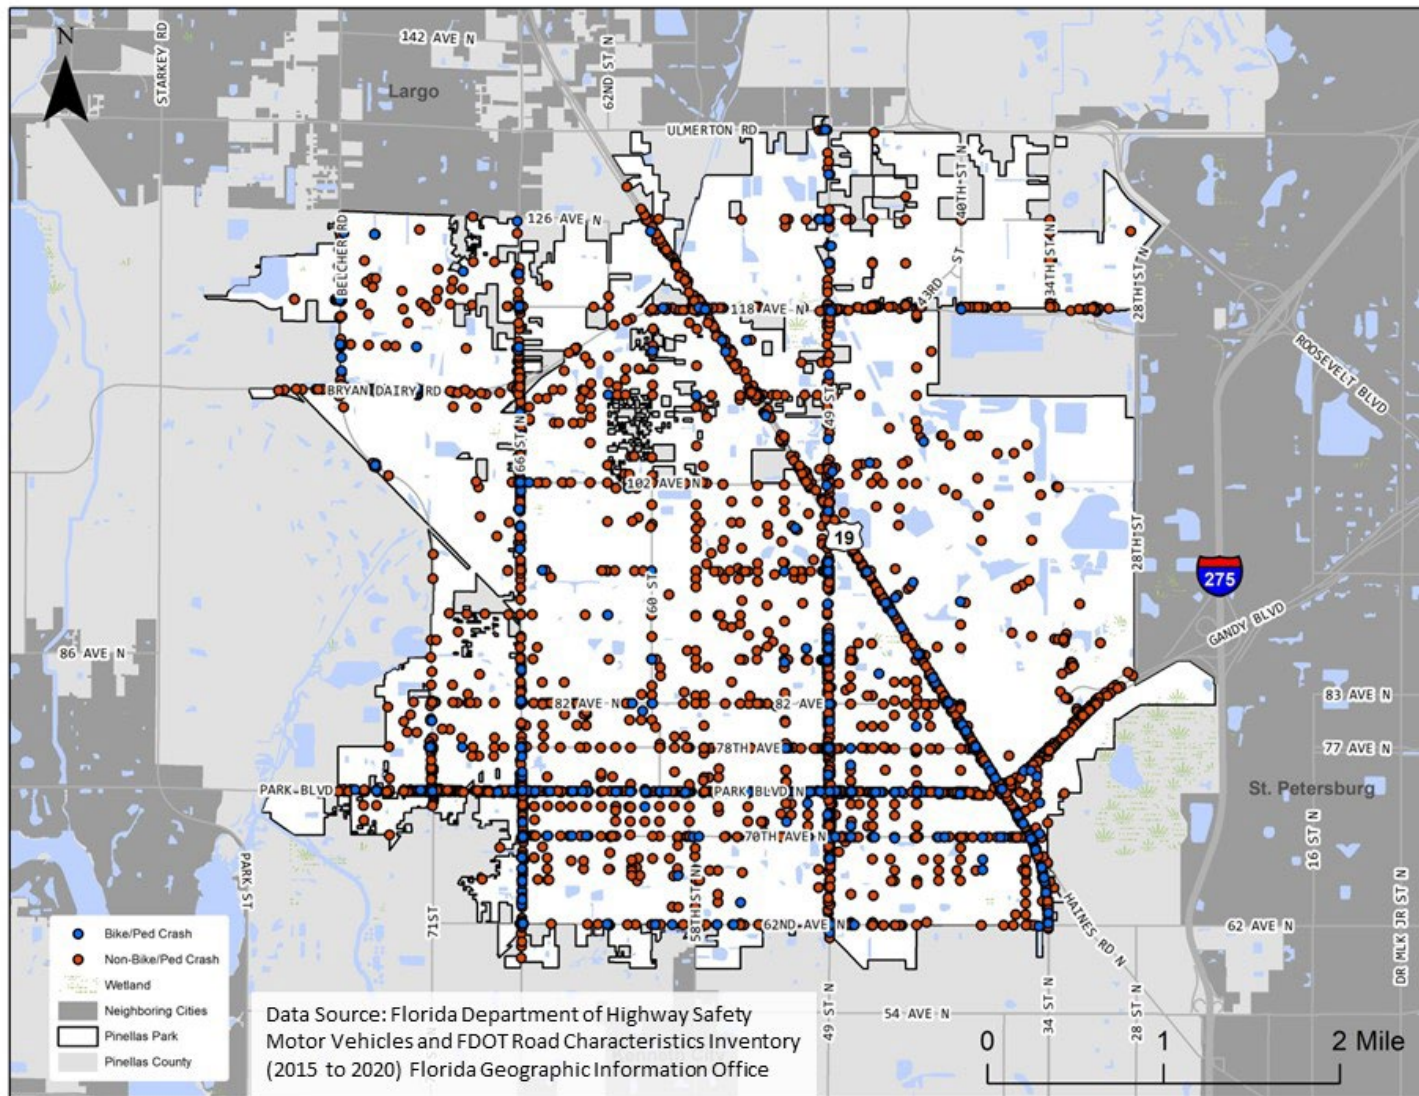 N
STARKEY RD
142 AVE N
62ND ST N
Largo
ULMERTON RD
40TH ST N
126 AVE N
BELCHER RD
34TH ST N
28TH ST N
43RD ST
118 AVE N
ROOSEVELT BLVD
BRYAN DAIRY RD
49 ST
66 ST N
102 AVE N
19
28TH ST
275
60 ST
GANDY BLVD
86 AVE N
82 AVE N
82 AVE
83 AVE N
78TH AVE
77 AVE N
PARK BLVD
PARK BLVD N
St. Petersburg
70TH AVE N
16 ST N
PARK ST
58TH ST N
71ST
62ND AVE N
HAINES RD N
62 AVE N
DR MLK JR ST N
49 ST N
54 AVE N
34 ST N
28 ST N
Bike/Ped Crash
Non-Bike/Ped Crash
Wetland
Neighboring Cities
Pinellas Park
Pinellas County
Data Source: Florida Department of Highway Safety
Motor Vehicles and FDOT Road Characteristics Inventory
(2015 to 2020) Florida Geographic Information Office
0 1 2 Mile